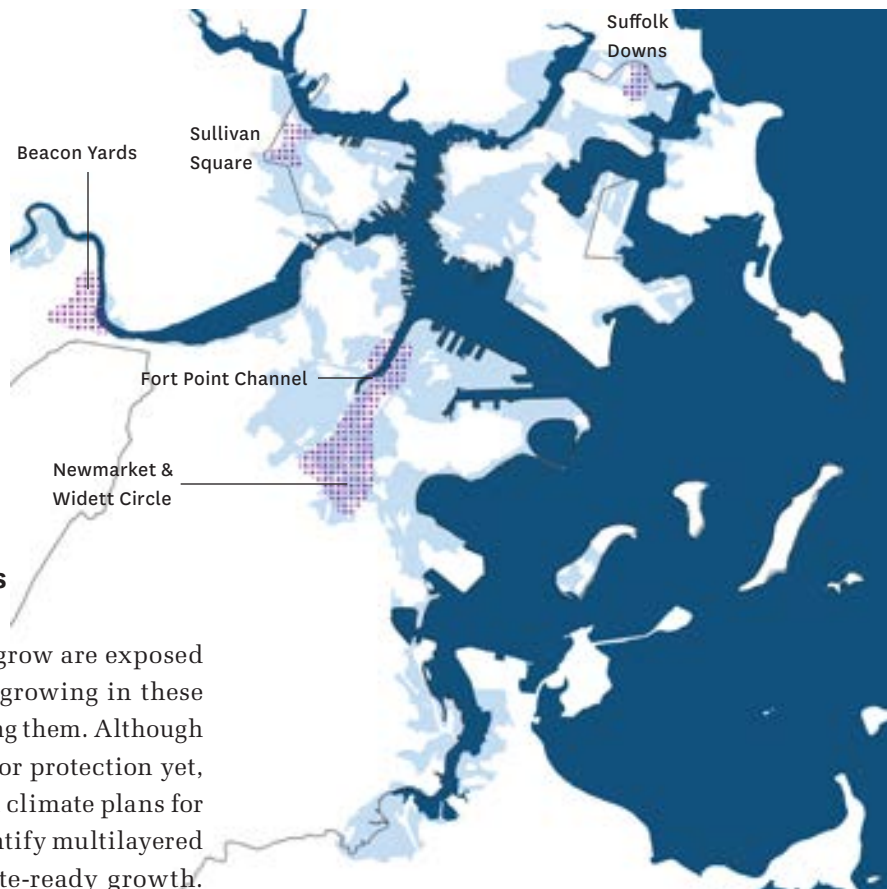 Suffolk
Downs
Sullivan
Square
Beacon Yards
Fort Point Channel
Newmarket &
Widett Circle
grow are exposed
growing in these
them. Although
or protection yet,
climate plans for
multilayered
growth.